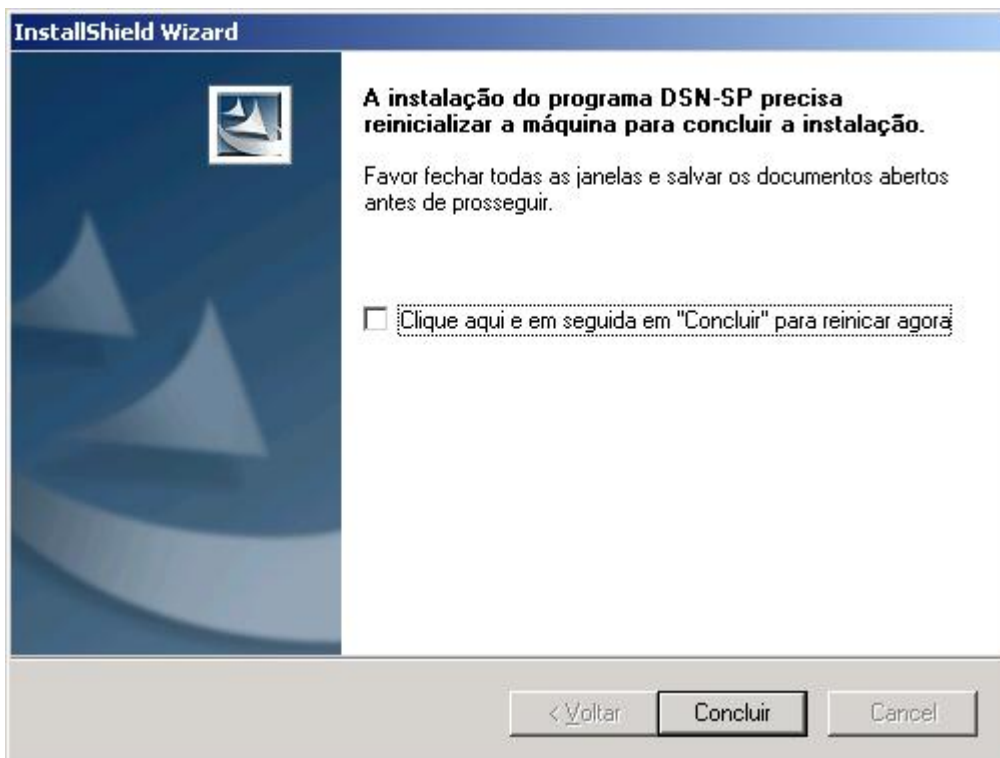 InstallShield Wizard
A instalação do programa DSN-SP precisa
reinicializar a máquina para concluir a instalação.
Favor fechar todas as janelas e salvar os documentos abertos
antes de prosseguir.
Clique aqui e em seguida em "Concluir" para reinicar agora
< Voltar
Concluir
Cancel